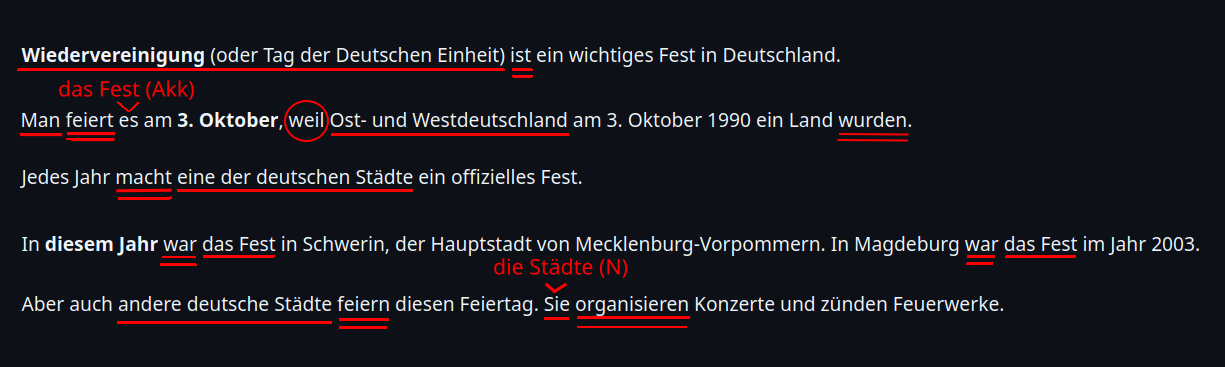 Wiedervereinigung (oder Tag der Deutschen Einheit) ist ein wichtiges Fest in Deutschland.
das Fest (Akk)
Man feiert es am 3. Oktober, weil Ost- und Westdeutschland am 3. Oktober 1990 ein Land wurden.
Jedes Jahr macht eine der deutschen Städte ein offizielles Fest.
In diesem Jahr war das Fest in Schwerin, der Hauptstadt von Mecklenburg-Vorpommern. In Magdeburg war das Fest im Jahr 2003.
die Städte (N)
Aber auch andere deutsche Städte feiern diesen Feiertag. Sie organisieren Konzerte und zünden Feuerwerke.